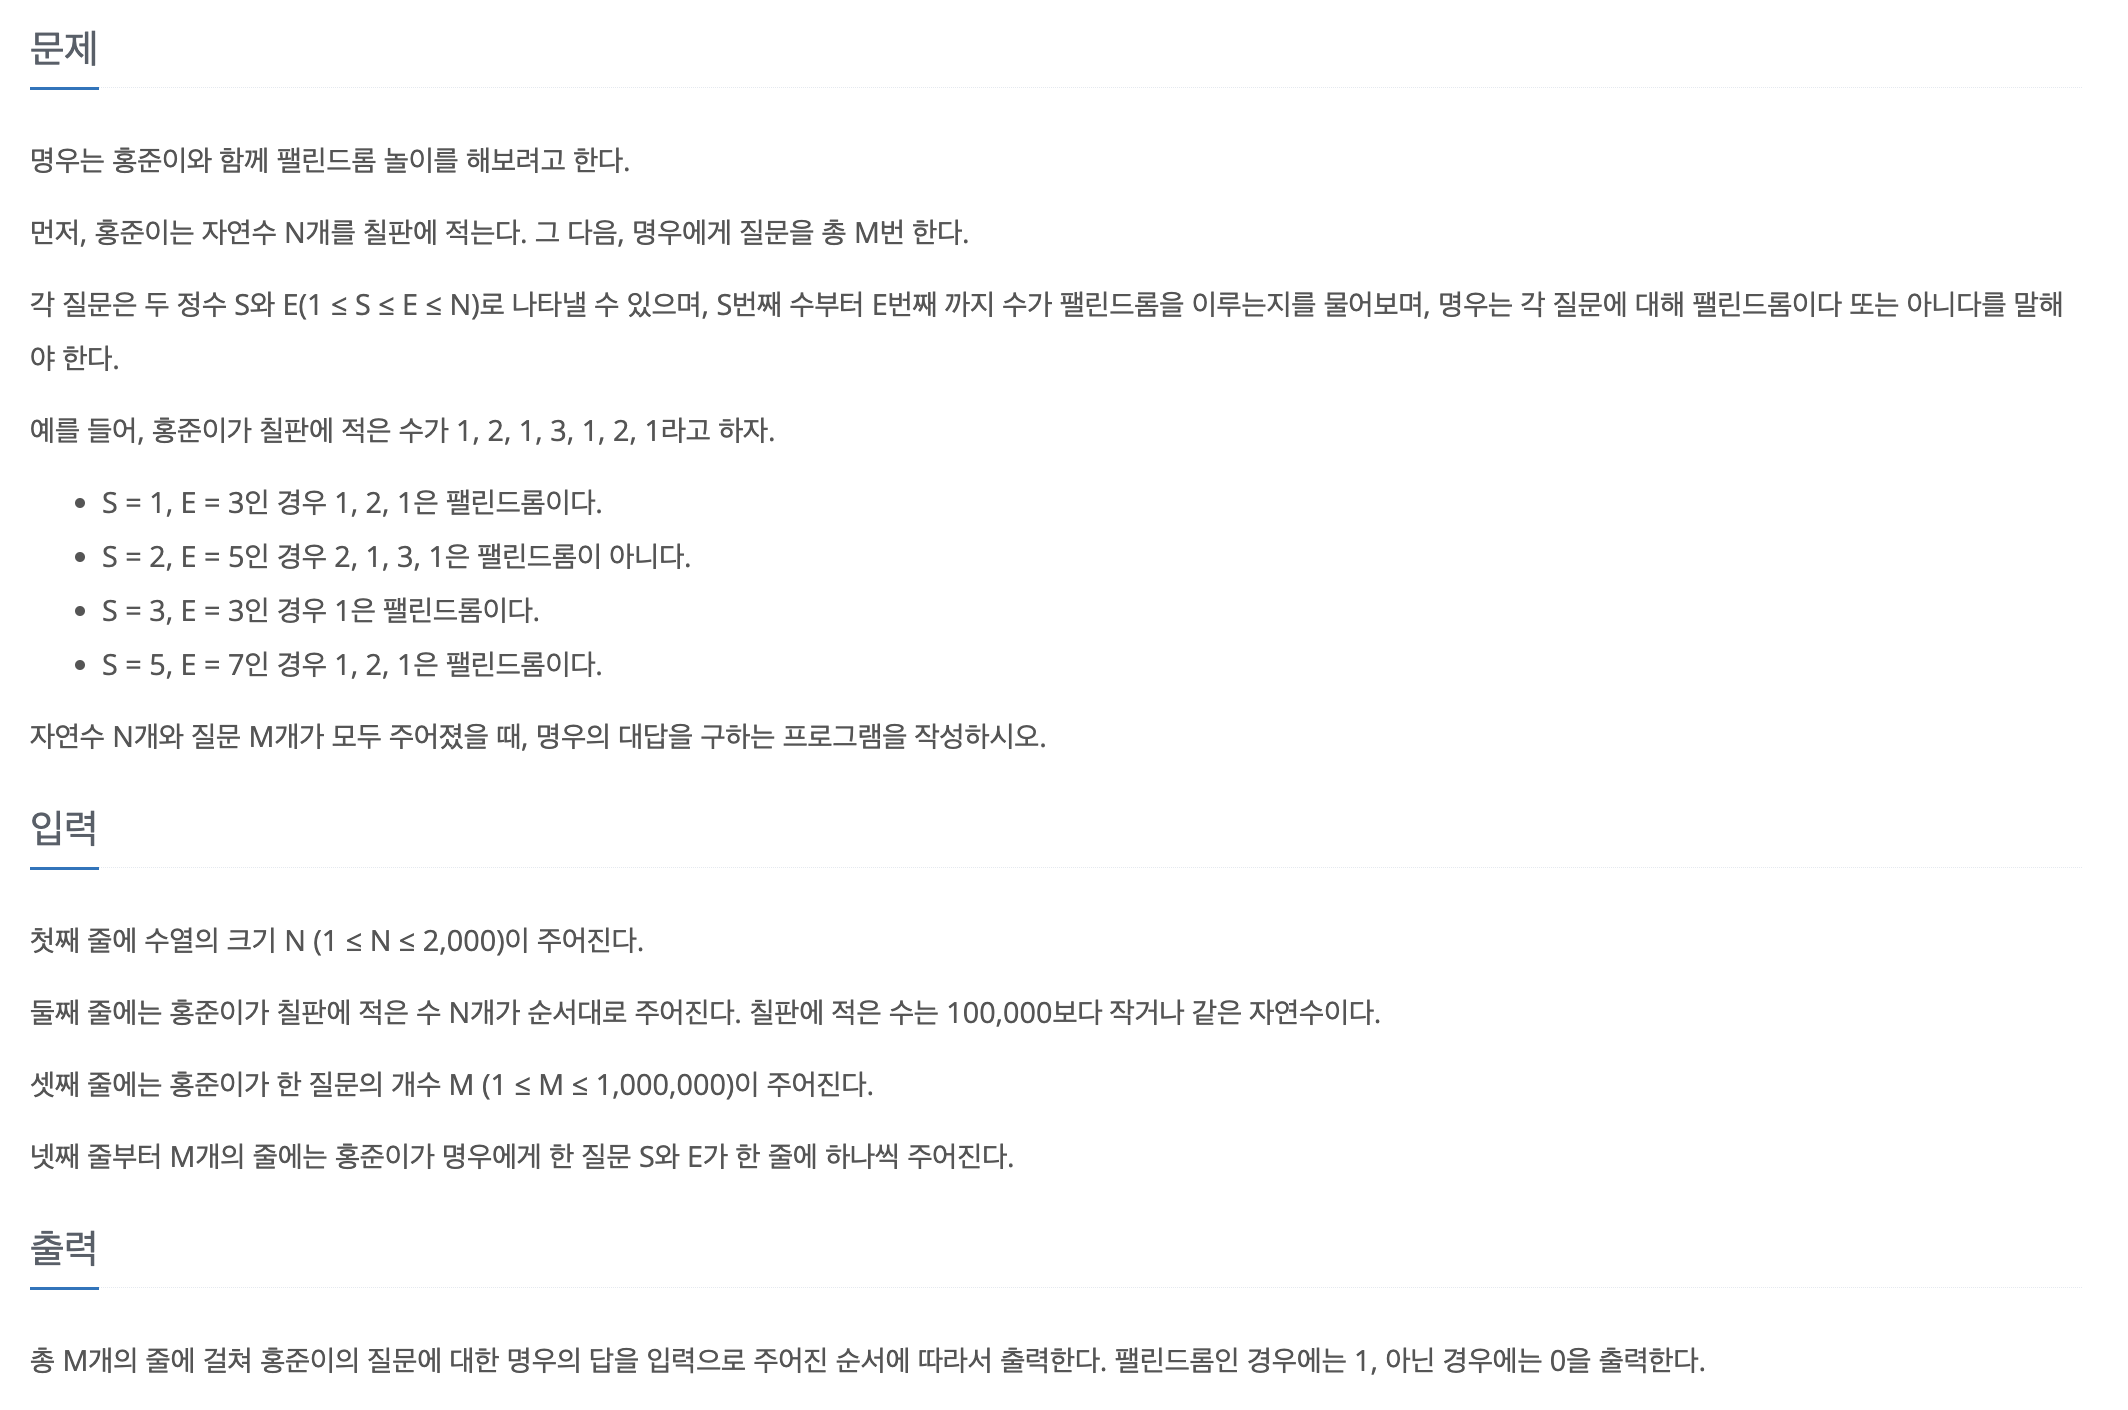 문제
명우는 홍준이와 함께 팰린드롬 놀이를 해보려고 한다.
먼저, 홍준이는 자연수 N개를 칠판에 적는다. 그 다음, 명우에게 질문을 총 M번 한다.
각 질문은 두 정수 S와 E(1 ≤ S ≤ E ≤ N)로 나타낼 수 있으며, S번째 수부터 E번째 까지 수가 팰린드롬을 이루는지를 물어보며, 명우는 각 질문에 대해 팰린드롬이다 또는 아니다를 말해
야 한다.
예를 들어, 홍준이가 칠판에 적은 수가 1, 2, 1, 3, 1, 2, 1라고 하자.
• S = 1, E = 3인 경우 1, 2, 1은 팰린드롬이다.
• S = 2, E = 5인 경우 2, 1, 3, 1은 팰린드롬이 아니다.
• S = 3, E = 3인 경우 1은 팰린드롬이다.
• S = 5, E = 7인 경우 1, 2, 1은 팰린드롬이다.
자연수 N개와 질문 M개가 모두 주어졌을 때, 명우의 대답을 구하는 프로그램을 작성하시오.
입력
첫째 줄에 수열의 크기 N (1 ≤ N ≤ 2,000)이 주어진다.
둘째 줄에는 홍준이가 칠판에 적은 수 N개가 순서대로 주어진다. 칠판에 적은 수는 100,000보다 작거나 같은 자연수이다.
셋째 줄에는 홍준이가 한 질문의 개수 M (1 ≤ M ≤ 1,000,000)이 주어진다.
넷째 줄부터 M개의 줄에는 홍준이가 명우에게 한 질문 S와 E가 한 줄에 하나씩 주어진다.
출력
총 M개의 줄에 걸쳐 홍준이의 질문에 대한 명우의 답을 입력으로 주어진 순서에 따라서 출력한다. 팰린드롬인 경우에는 1, 아닌 경우에는 0을 출력한다.